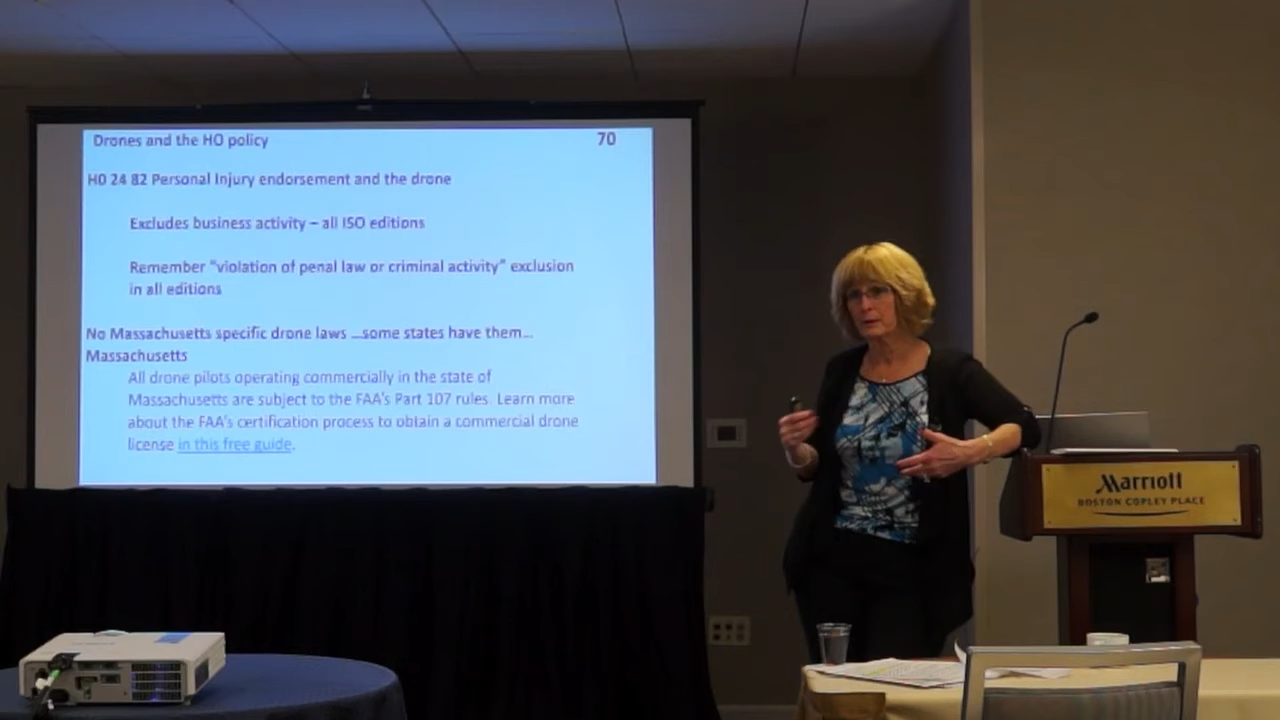 Drones and the HO policy 70
HO 24 82 Personal Injury endorsement and the drone
Excludes business activity – all ISO editions
Remember "violation of penal law or criminal activity" exclusion
in all editions
No Massachusetts specific drone laws ...some states have them...
Massachusetts
All drone pilots operating commercially in the state of
Massachusetts are subject to the FAA's Part 107 rules. Learn more
about the FAA's certification process to obtain a commercial drone
license in this free guide.
Marriott
BOSTON COPLEY PLACE